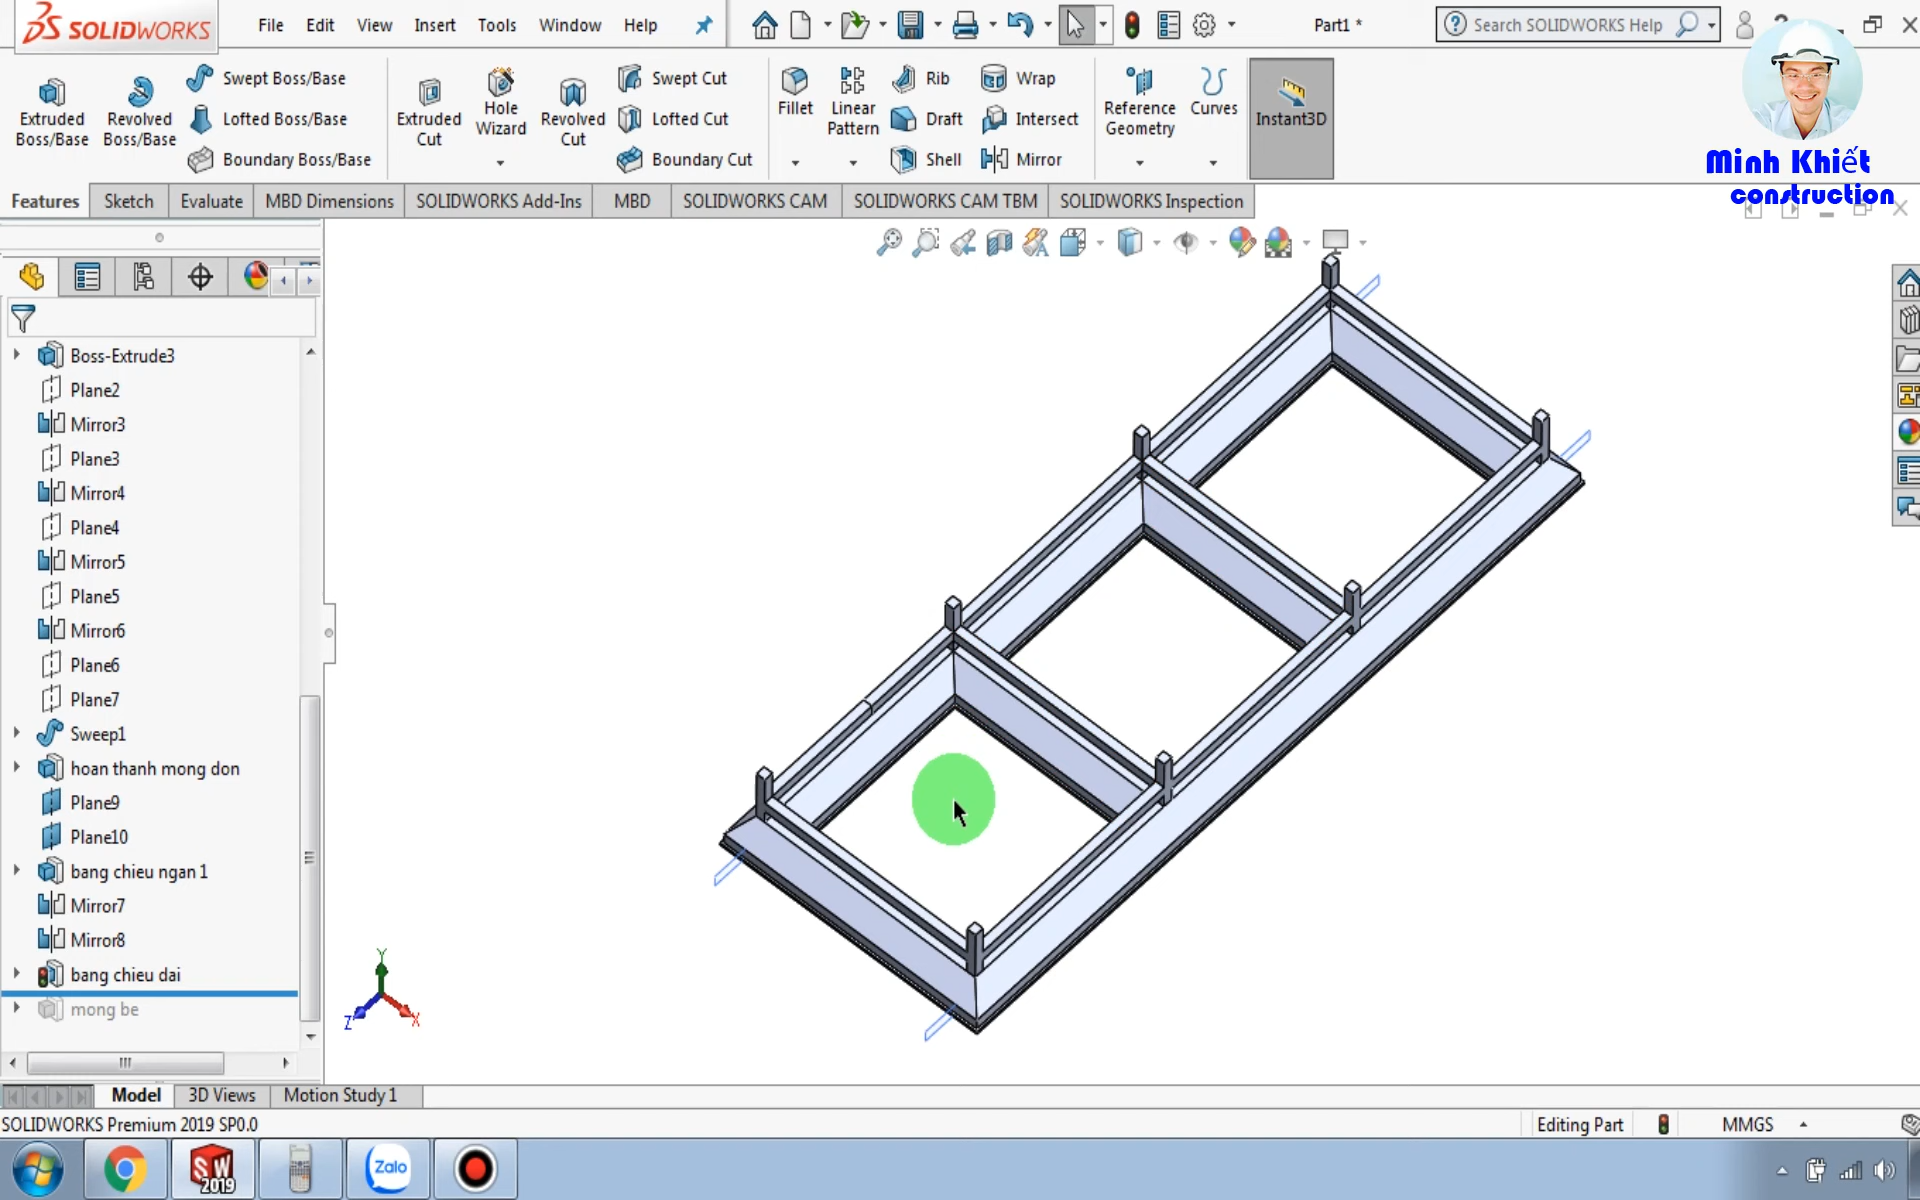 SOLIDWORKS File Edit View Insert Tools Window Help Part1 * Search SOLIDWORKS Help
Extruded Boss/Base
Revolved Boss/Base
Swept Boss/Base
Lofted Boss/Base
Boundary Boss/Base
Extruded Cut
Hole Wizard
Revolved Cut
Swept Cut
Lofted Cut
Boundary Cut
Fillet
Linear Pattern
Rib
Draft
Shell
Wrap
Intersect
Mirror
Reference Geometry
Curves
Instant3D
Minh Khiết
construction
Features Sketch Evaluate MBD Dimensions SOLIDWORKS Add-Ins MBD SOLIDWORKS CAM SOLIDWORKS CAM TBM SOLIDWORKS Inspection
Boss-Extrude3
Plane2
Mirror3
Plane3
Mirror4
Plane4
Mirror5
Plane5
Mirror6
Plane6
Plane7
Sweep1
hoan thanh mong don
Plane9
Plane10
bang chieu ngan 1
Mirror7
Mirror8
bang chieu dai
mong be
Y
Z
X
Model 3D Views Motion Study 1
SOLIDWORKS Premium 2019 SP0.0 Editing Part MMGS
SW 2019
Zalo